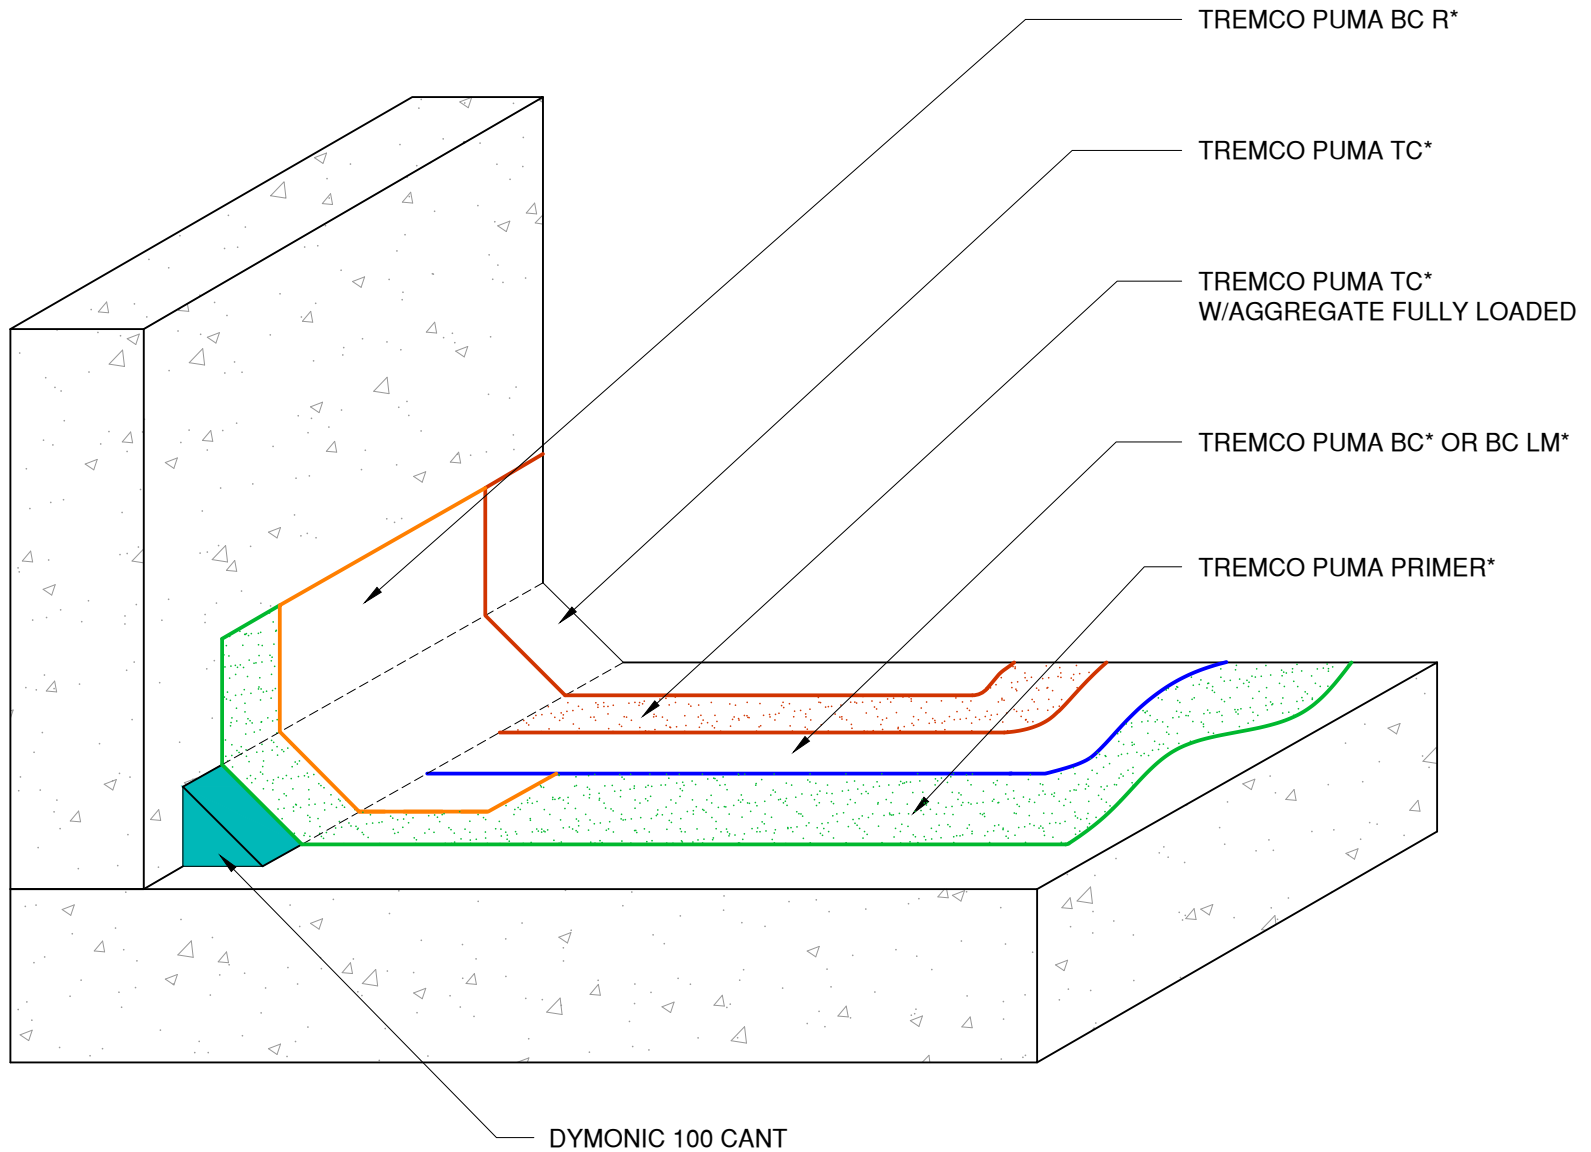 TREMCO PUMA BC R*
TREMCO PUMA TC*
TREMCO PUMA TC*
W/AGGREGATE FULLY LOADED
TREMCO PUMA BC* OR BC LM*
TREMCO PUMA PRIMER*
DYMONIC 100 CANT